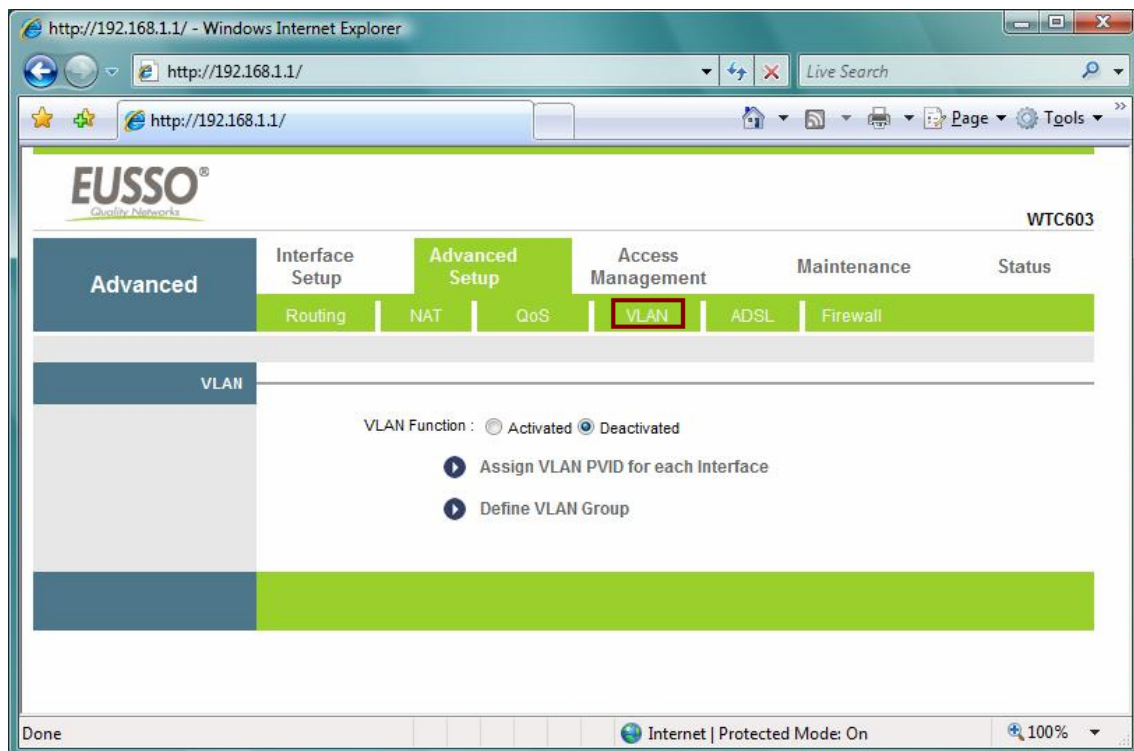 http://192.168.1.1/ - Windows Internet Explorer
http://192.168.1.1/
Live Search
http://192.168.1.1/
Page
Tools
EUSSO®
Quality Networks
WTC603
Advanced
Interface Setup
Advanced Setup
Access Management
Maintenance
Status
Routing
NAT
QoS
VLAN
ADSL
Firewall
VLAN
VLAN Function :
Activated
Deactivated
Assign VLAN PVID for each Interface
Define VLAN Group
Done
Internet | Protected Mode: On
100%